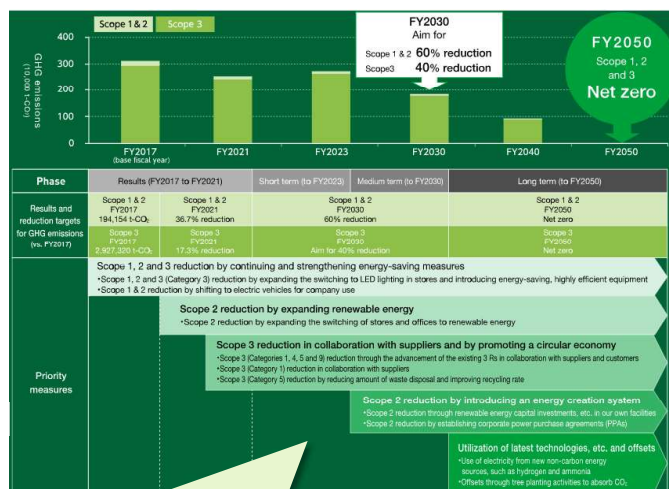 Scope 1 & 2
Scope 3
GHG emissions
(10,000 t-CO₂)
400
300
200
100
0
FY2017
(base fiscal year)
FY2021
FY2023
FY2030
FY2040
FY2050
FY2030
Aim for
Scope 1 & 2 60% reduction
Scope3 40% reduction
FY2050
Scope 1, 2
and 3
Net zero
Phase
Results (FY2017 to FY2021)
Short term (to FY2023)
Medium term (to FY2030)
Long term (to FY2050)
Results and
reduction targets
for GHG emissions
(vs. FY2017)
Scope 1 & 2
FY2017
194,154 t-CO₂
Scope 1 & 2
FY2021
36.7% reduction
Scope 1 & 2
FY2030
60% reduction
Scope 1 & 2
FY2050
Net zero
Scope 3
FY2017
2,927,320 t-CO₂
Scope 3
FY2021
17.3% reduction
Scope 3
FY2030
Aim for 40% reduction
Scope 3
FY2050
Net zero
Priority
measures
Scope 1, 2 and 3 reduction by continuing and strengthening energy-saving measures
•Scope 1, 2 and 3 (Category 3) reduction by expanding the switching to LED lighting in stores and introducing energy-saving, highly efficient equipment
•Scope 1 & 2 reduction by shifting to electric vehicles for company use
Scope 2 reduction by expanding renewable energy
•Scope 2 reduction by expanding the switching of stores and offices to renewable energy
Scope 3 reduction in collaboration with suppliers and by promoting a circular economy
•Scope 3 (Categories 1, 4, 5 and 9) reduction through the advancement of the existing 3 Rs in collaboration with suppliers and customers
•Scope 3 (Category 1) reduction in collaboration with suppliers
•Scope 3 (Category 5) reduction by reducing amount of waste disposal and improving recycling rate
Scope 2 reduction by introducing an energy creation system
•Scope 2 reduction through renewable energy capital investments, etc. in our own facilities
•Scope 2 reduction by establishing corporate power purchase agreements (PPAs)
Utilization of latest technologies, etc. and offsets
•Use of electricity from new non-carbon energy
sources, such as hydrogen and ammonia
•Offsets through tree planting activities to absorb CO₂